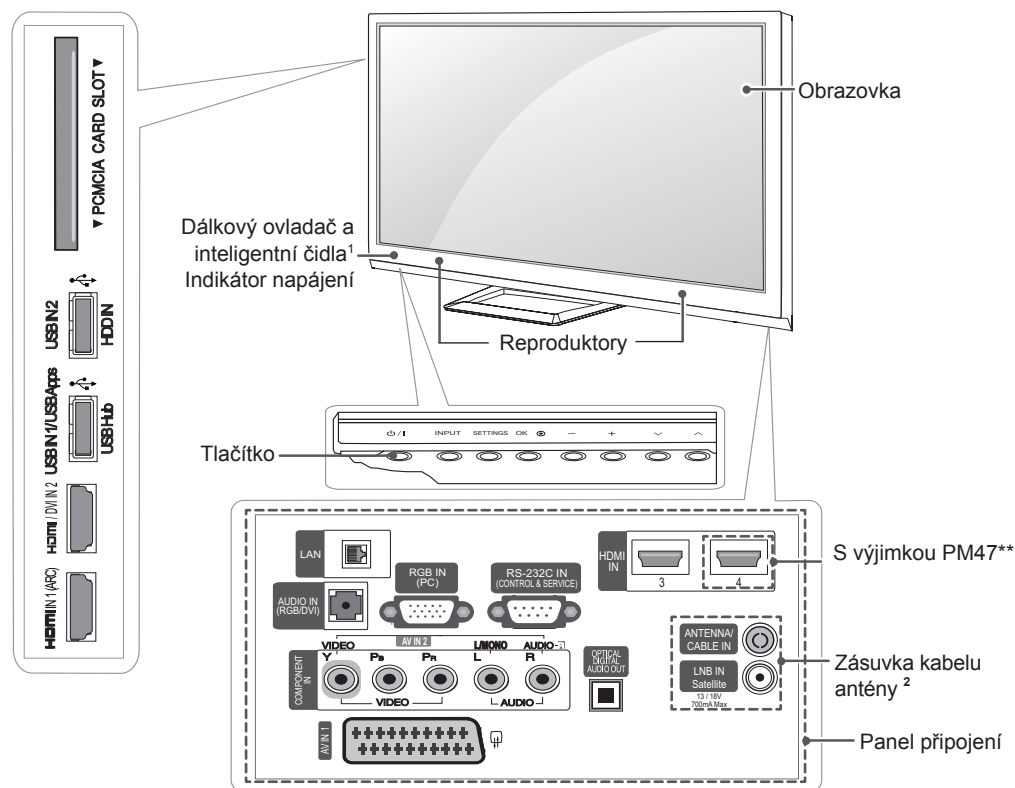 ▼ PCMCIA CARD SLOT ▼
USB IN 2
HDD IN
USB IN 1/USB Apps
USB Hub
HDMI / DVI IN 2
HDMI IN 1 (ARC)
Obrazovka
Dálkový ovladač a
inteligentní čidla¹
Indikátor napájení
Reproduktory
Tlačítko
⏻/I INPUT SETTINGS OK ⦿ − + ﹀ ︿
LAN
HDMI
IN
3
4
S výjimkou PM47**
AUDIO IN
(RGB/DVI)
RGB IN
(PC)
RS-232C IN
(CONTROL & SERVICE)
AV IN 2
VIDEO
L/MONO
AUDIO
COMPONENT
IN
Y PB PR L R
VIDEO
AUDIO
OPTICAL
DIGITAL
AUDIO OUT
ANTENNA/
CABLE IN
LNB IN
Satellite
13 / 18V
700mA Max
Zásuvka kabelu
antény ²
AV IN 1
Panel připojení